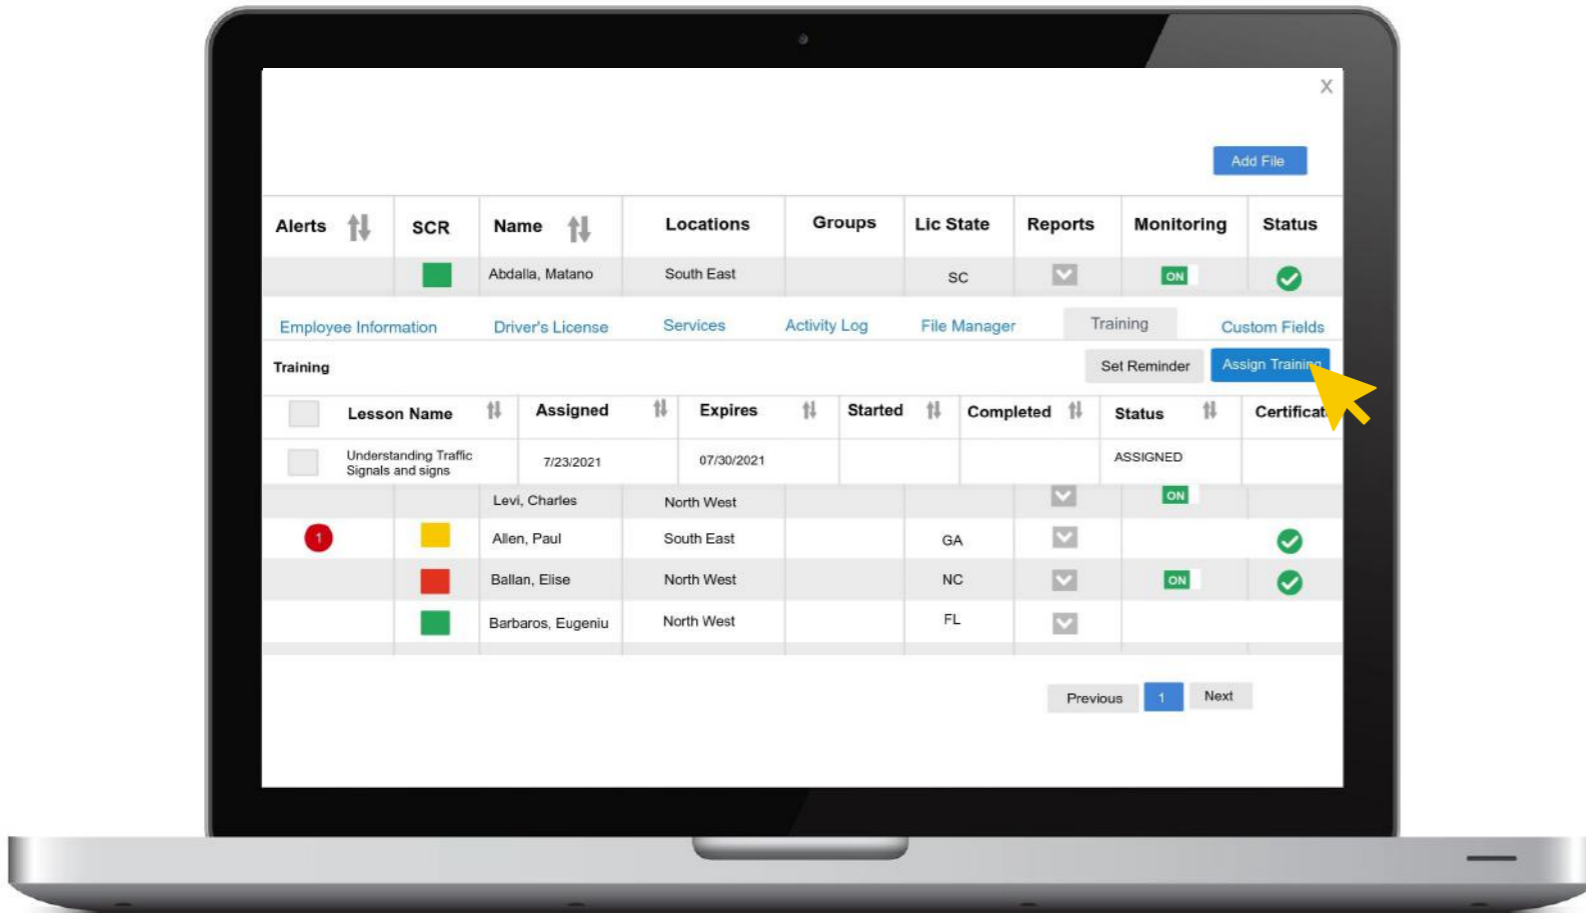 X
Add File
Alerts SCR Name Locations Groups Lic State Reports Monitoring Status
Abdalla, Matano South East SC ON
Employee Information Driver's License Services Activity Log File Manager Training Custom Fields
Training Set Reminder Assign Training
Lesson Name Assigned Expires Started Completed Status Certificate
Understanding Traffic
Signals and signs 7/23/2021 07/30/2021 ASSIGNED
Levi, Charles North West ON
1 Allen, Paul South East GA
Ballan, Elise North West NC ON
Barbaros, Eugeniu North West FL
Previous 1 Next